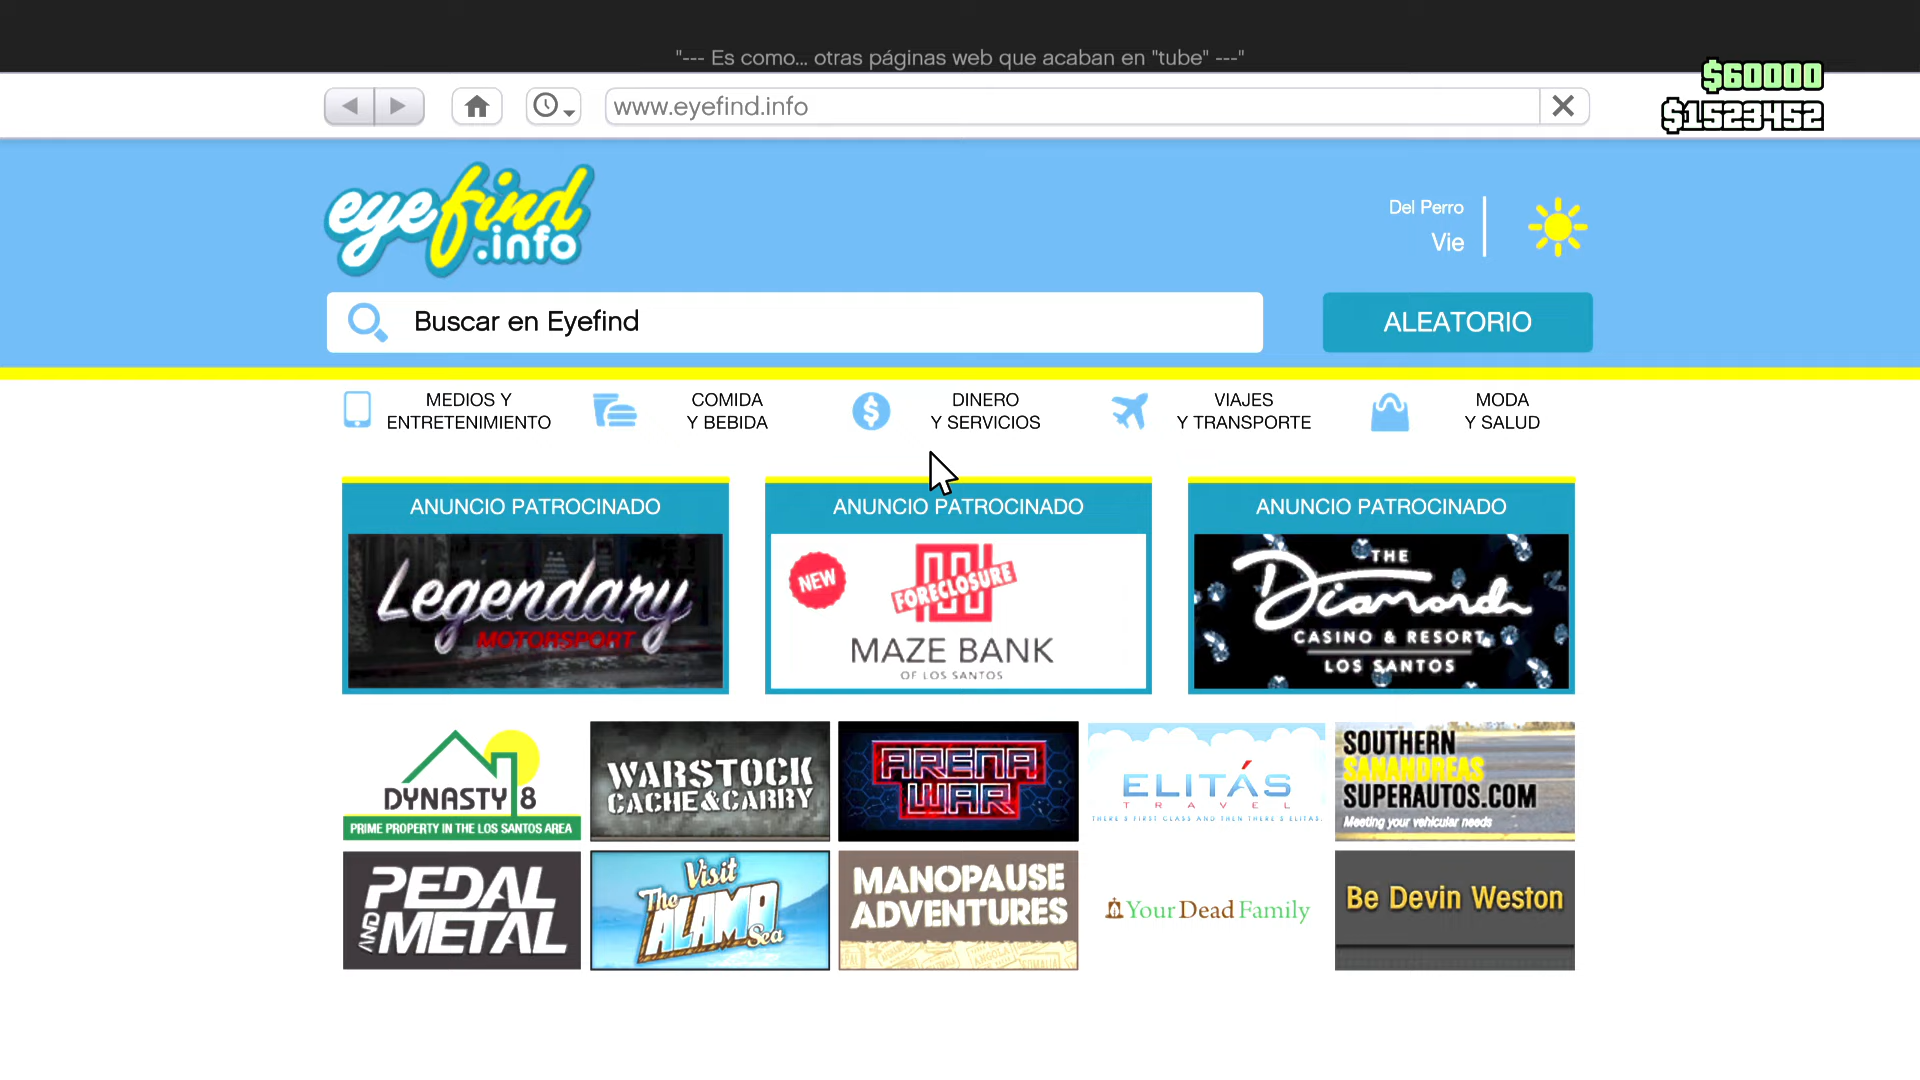 "--- Es como... otras páginas web que acaban en "tube" ---"
$60000
www.eyefind.info
$1523452
eyefind
.info
Del Perro
Vie
Buscar en Eyefind
ALEATORIO
MEDIOS Y
ENTRETENIMIENTO
COMIDA
Y BEBIDA
DINERO
Y SERVICIOS
VIAJES
Y TRANSPORTE
MODA
Y SALUD
ANUNCIO PATROCINADO
Legendary
MOTORSPORT
ANUNCIO PATROCINADO
NEW
FORECLOSURE
MAZE BANK
OF LOS SANTOS
ANUNCIO PATROCINADO
THE
Diamond
CASINO & RESORT
LOS SANTOS
DYNASTY 8
PRIME PROPERTY IN THE LOS SANTOS AREA
WARSTOCK
CACHE&CARRY
ARENA
WAR
ELITÁS
TRAVEL
THERE'S FIRST CLASS AND THEN THERE'S ELITAS.
SOUTHERN
SANANDREAS
SUPERAUTOS.COM
Meeting your vehicular needs
PEDAL
AND
METAL
Visit
The
ALAMO
Sea
MANOPAUSE
ADVENTURES
YourDeadFamily
Be Devin Weston